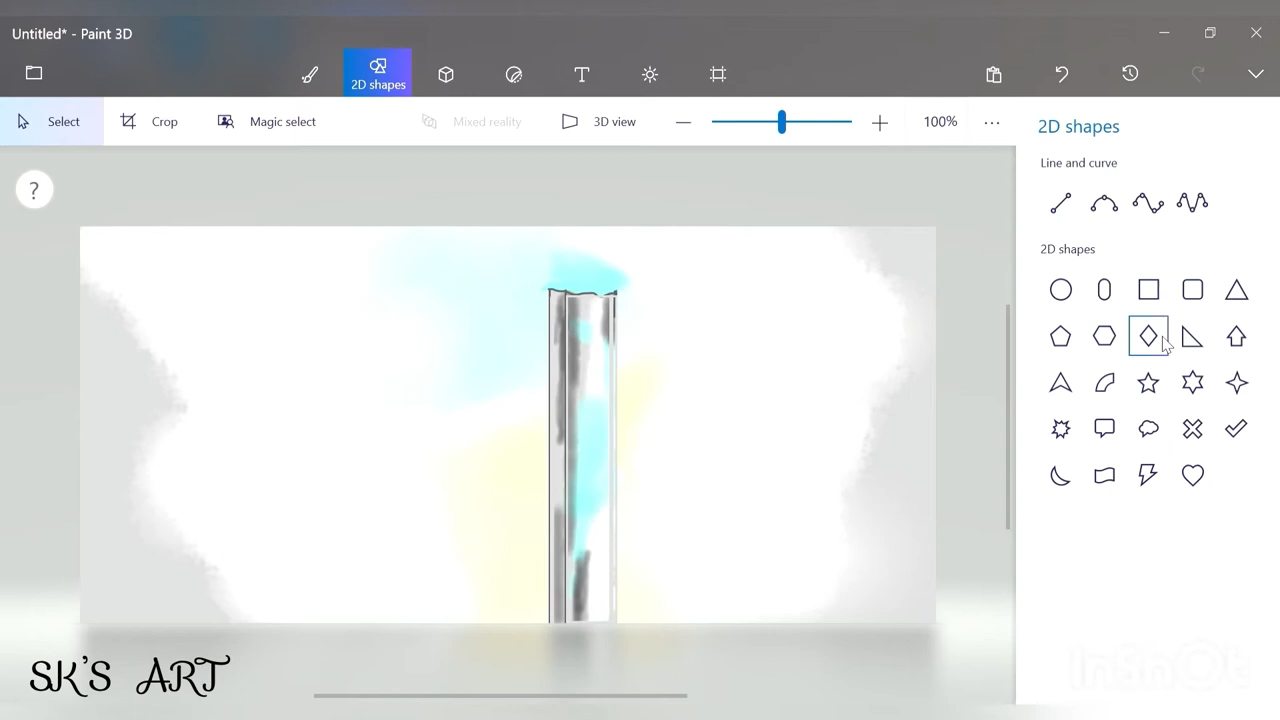 Untitled* - Paint 3D
2D shapes
Select
Crop
Magic select
Mixed reality
3D view
100%
2D shapes
Line and curve
?
2D shapes
SK'S ART
InShOt